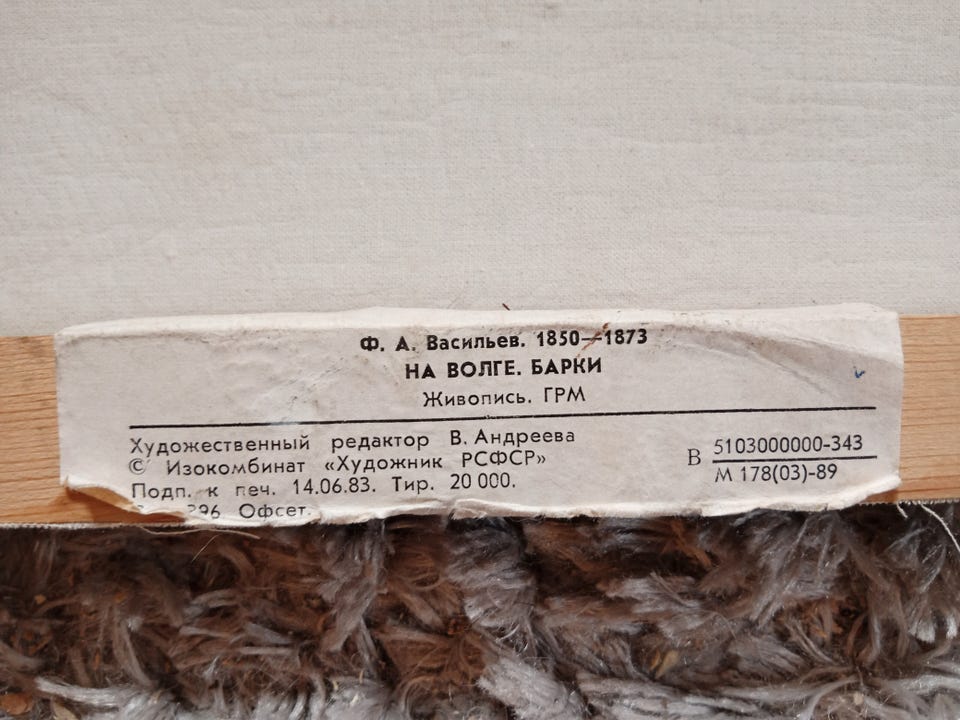 Ф. А. Васильев. 1850—1873
НА ВОЛГЕ. БАРКИ
Живопись. ГРМ
Художественный редактор В. Андреева
© Изокомбинат «Художник РСФСР»
Подп. к печ. 14.06.83. Тир. 20 000.
396 Офсет.
В 5103000000-343
М 178(03)-89